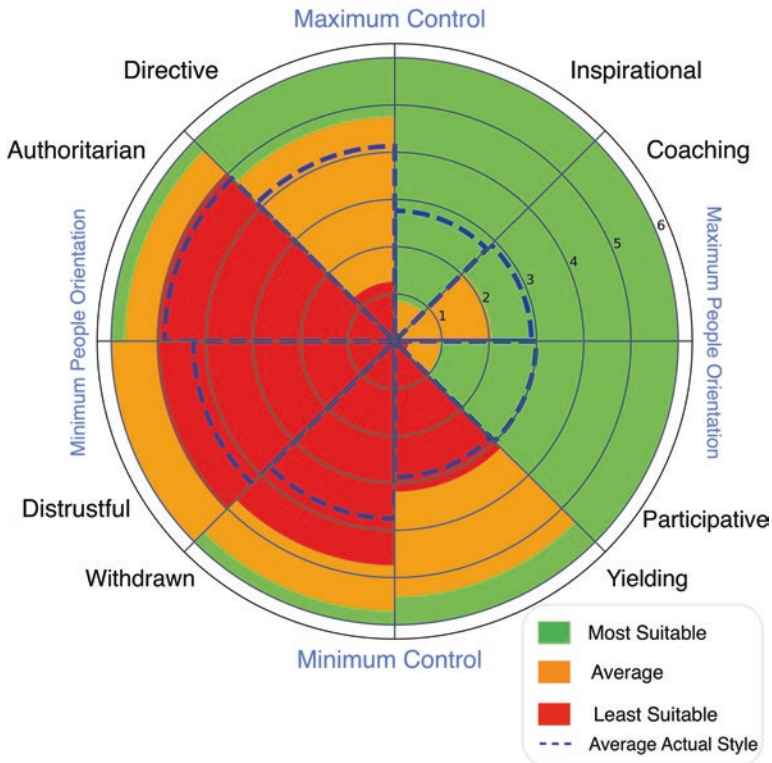 Maximum Control
Directive
Inspirational
Authoritarian
Coaching
Minimum People Orientation
Maximum People Orientation
1
2
3
4
5
6
Distrustful
Participative
Withdrawn
Yielding
Minimum Control
Most Suitable
Average
Least Suitable
Average Actual Style